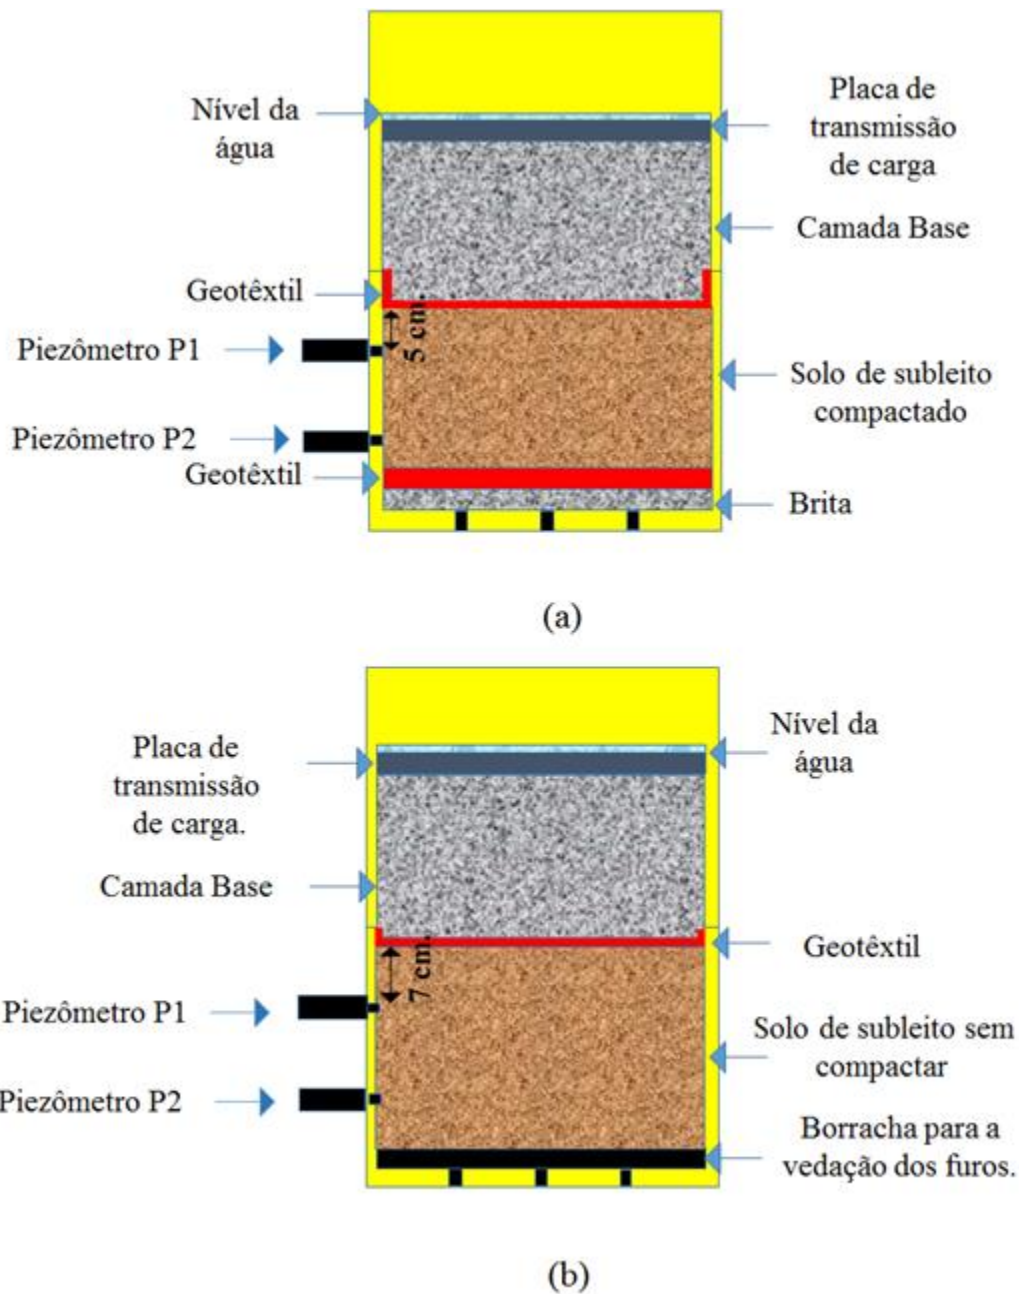 Nível da
água
Placa de
transmissão
de carga
Camada Base
Geotêxtil
5 cm.
Piezômetro P1
Solo de subleito
compactado
Piezômetro P2
Geotêxtil
Brita
(a)
Nível da
água
Placa de
transmissão
de carga.
Camada Base
Geotêxtil
7 cm.
Piezômetro P1
Solo de subleito sem
compactar
Piezômetro P2
Borracha para a
vedação dos furos.
(b)